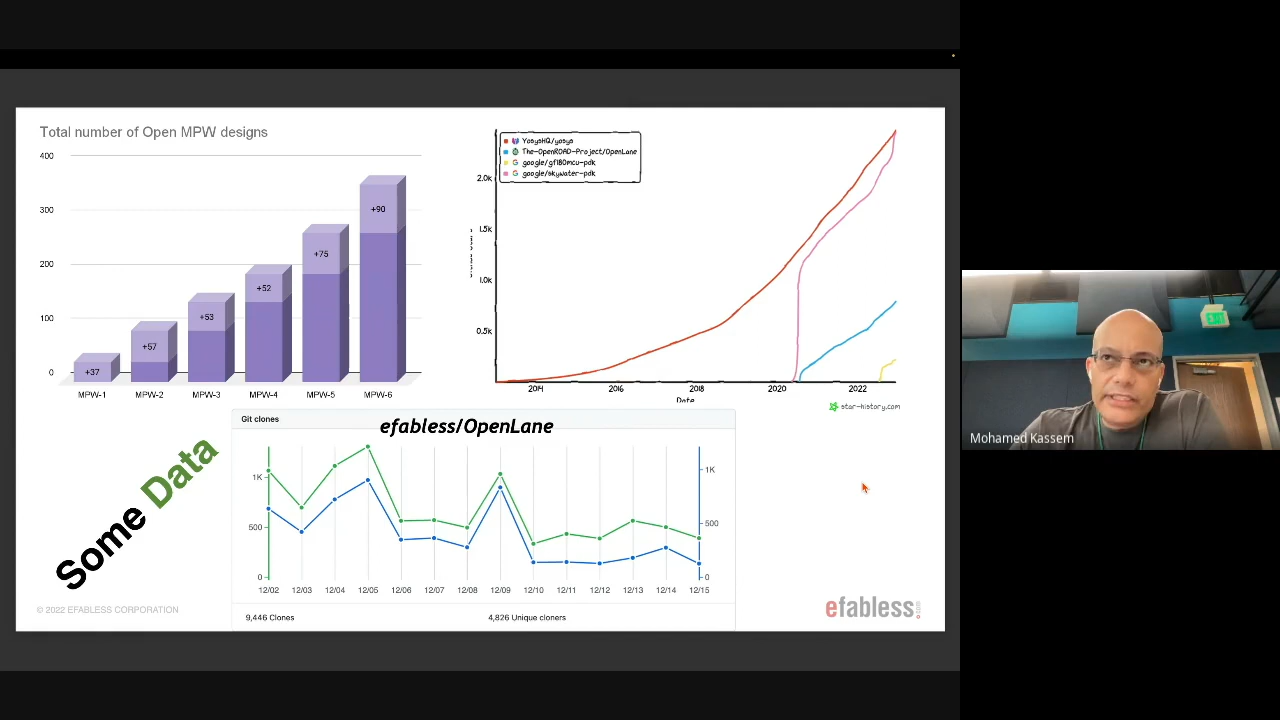 Total number of Open MPW designs
400
300
200
100
0
+37
+57
+53
+52
+75
+90
MPW-1
MPW-2
MPW-3
MPW-4
MPW-5
MPW-6
YosysHQ/yosys
The-OpenROAD-Project/OpenLane
google/gf180mcu-pdk
google/skywater-pdk
2.0k
1.5k
1.0k
0.5k
2014
2016
2018
2020
2022
Date
star-history.com
Some Data
Git clones
efabless/OpenLane
1K
500
0
1K
500
0
12/02
12/03
12/04
12/05
12/06
12/07
12/08
12/09
12/10
12/11
12/12
12/13
12/14
12/15
9,446 Clones
4,826 Unique cloners
© 2022 EFABLESS CORPORATION
efabless.com
Mohamed Kassem